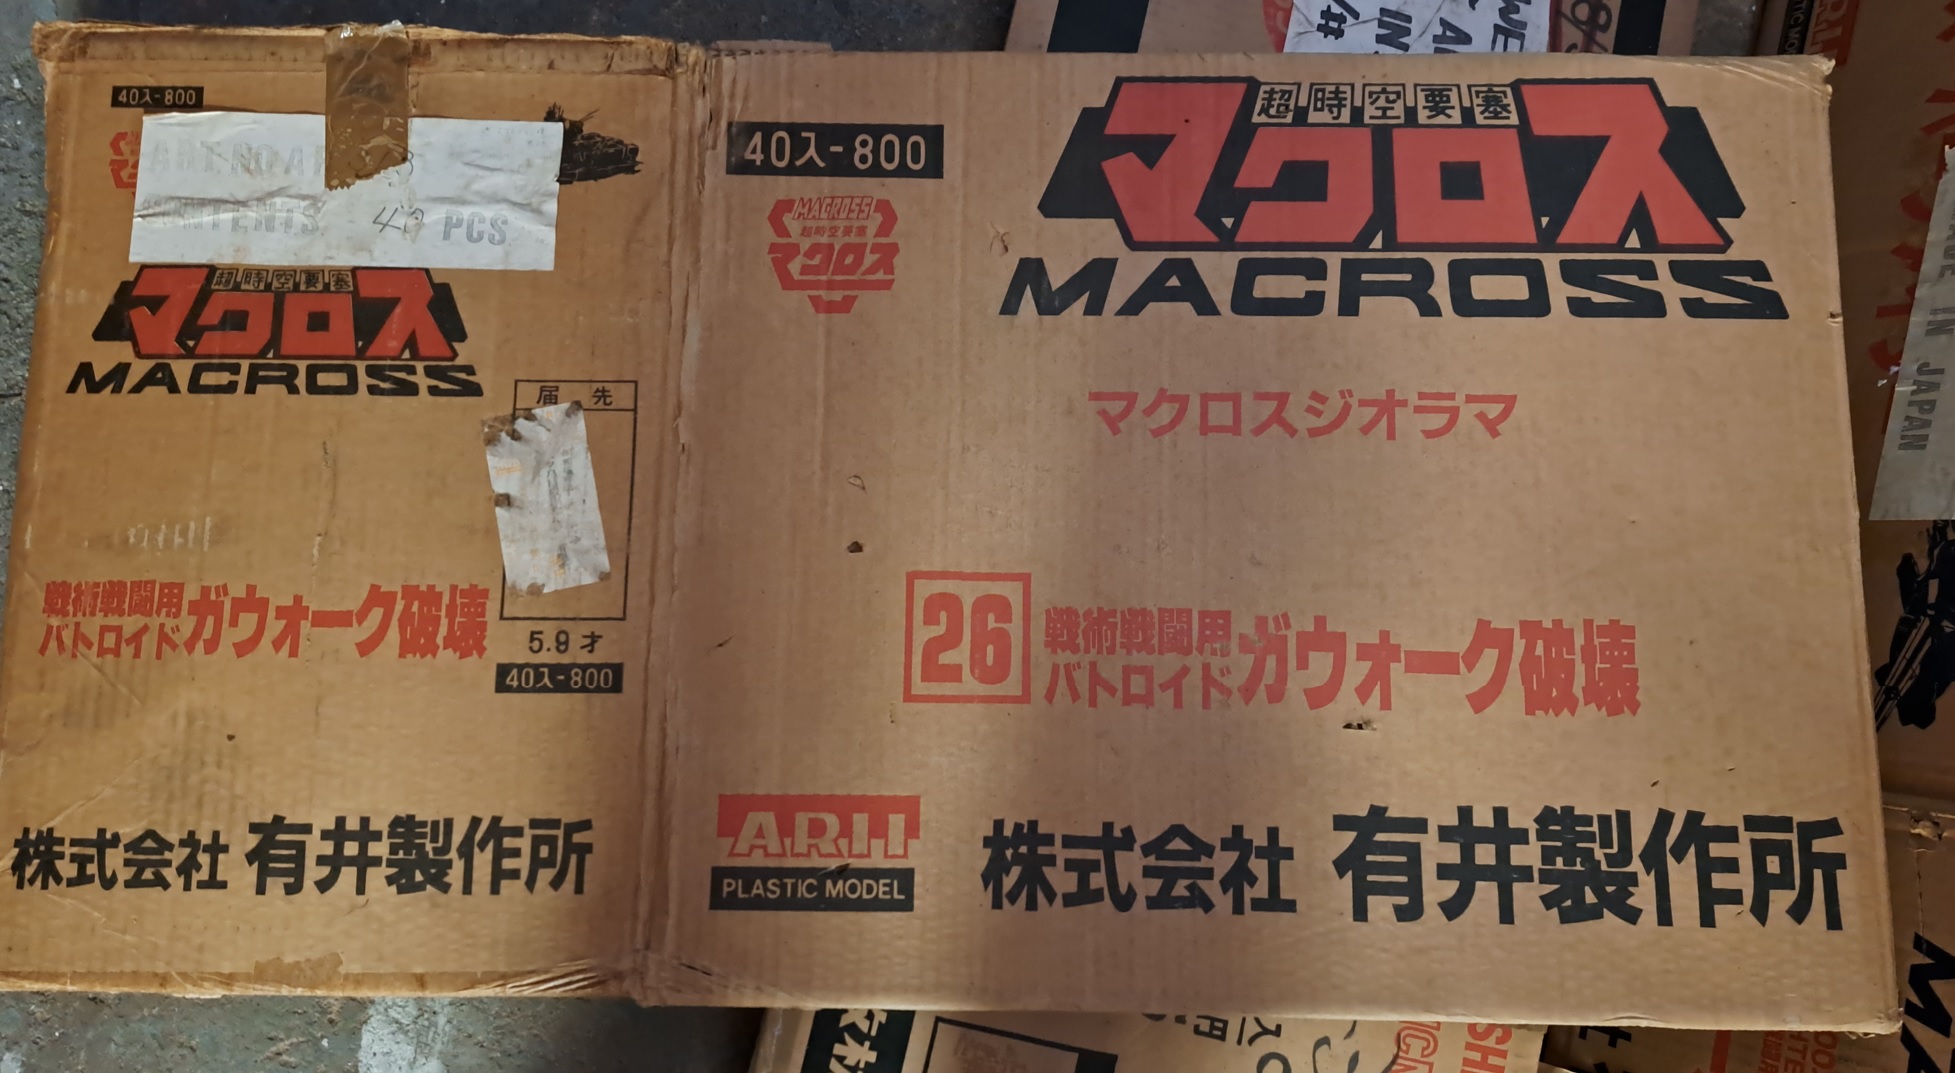 40入-800
ART NO A
CONTENTS 40 PCS
超時空要塞
マクロス
MACROSS
届先
戦術戦闘用
バトロイド
ガウォーク破壊
5.9才
40入-800
株式会社 有井製作所
40入-800
MACROSS
超時空要塞
マクロス
超時空要塞
マクロス
MACROSS
マクロスジオラマ
26
戦術戦闘用
バトロイド
ガウォーク破壊
ARII
PLASTIC MODEL
株式会社 有井製作所
IN JAPAN